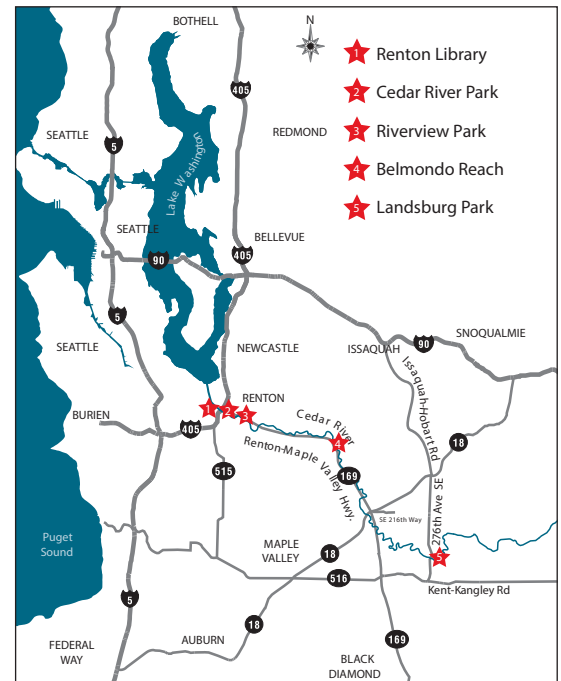 BOTHELL
N
1 Renton Library
405
2 Cedar River Park
SEATTLE
5
REDMOND
3 Riverview Park
Lake Washington
4 Belmondo Reach
5 Landsburg Park
SEATTLE
BELLEVUE
405
90
5
SNOQUALMIE
SEATTLE
NEWCASTLE
ISSAQUAH
90
Issaquah-Hobart Rd
RENTON
1
2
3
Cedar River
BURIEN
405
4
18
Renton-Maple Valley Hwy.
515
169
276th Ave SE
SE 216th Way
Puget
Sound
MAPLE
VALLEY
18
5
516
Kent-Kangley Rd
5
18
FEDERAL
WAY
AUBURN
169
BLACK
DIAMOND